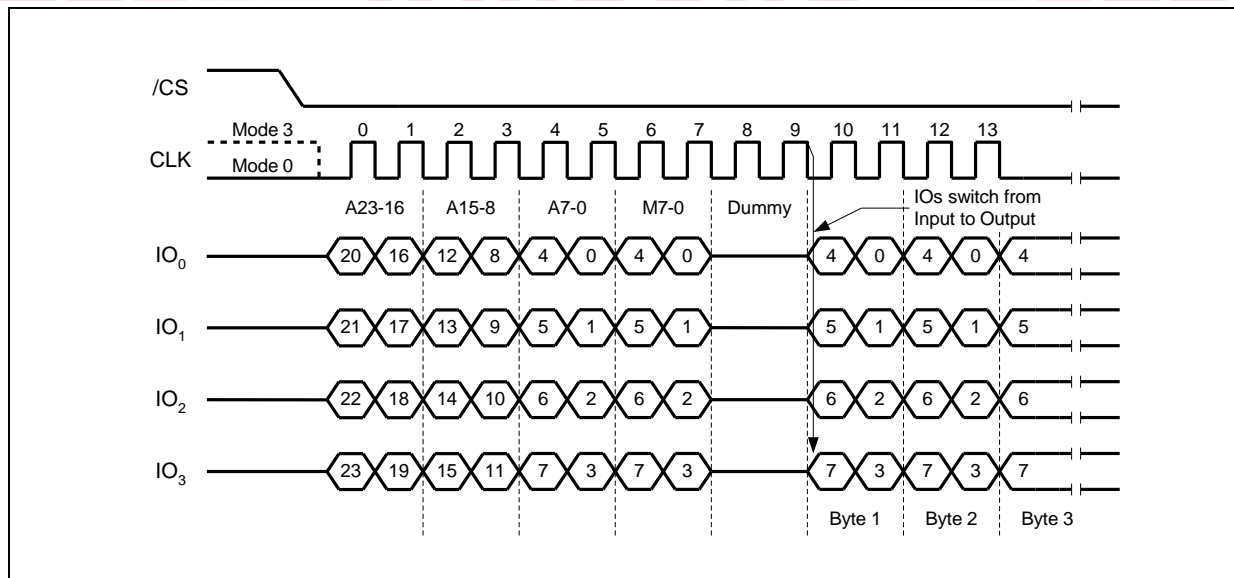 /CS
Mode 3
0 1 2 3 4 5 6 7 8 9 10 11 12 13
CLK
Mode 0
A23-16 A15-8 A7-0 M7-0 Dummy
IOs switch from
Input to Output
IO0 20 16 12 8 4 0 4 0 4 0 4 0 4
IO1 21 17 13 9 5 1 5 1 5 1 5 1 5
IO2 22 18 14 10 6 2 6 2 6 2 6 2 6
IO3 23 19 15 11 7 3 7 3 7 3 7 3 7
Byte 1 Byte 2 Byte 3